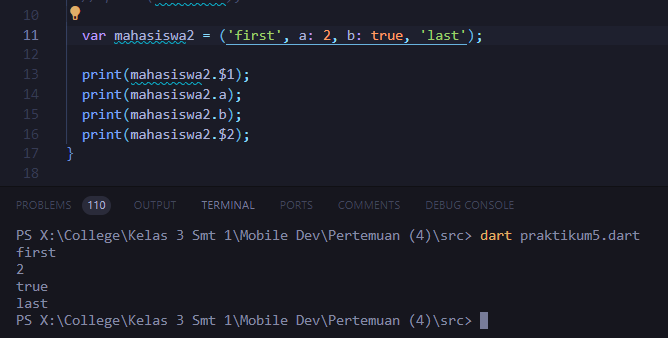 10
11 var mahasiswa2 = ('first', a: 2, b: true, 'last');
12
13 print(mahasiswa2.$1);
14 print(mahasiswa2.a);
15 print(mahasiswa2.b);
16 print(mahasiswa2.$2);
17 }
18
PROBLEMS 110 OUTPUT TERMINAL PORTS COMMENTS DEBUG CONSOLE
PS X:\College\Kelas 3 Smt 1\Mobile Dev\Pertemuan (4)\src> dart praktikum5.dart
first
2
true
last
PS X:\College\Kelas 3 Smt 1\Mobile Dev\Pertemuan (4)\src>